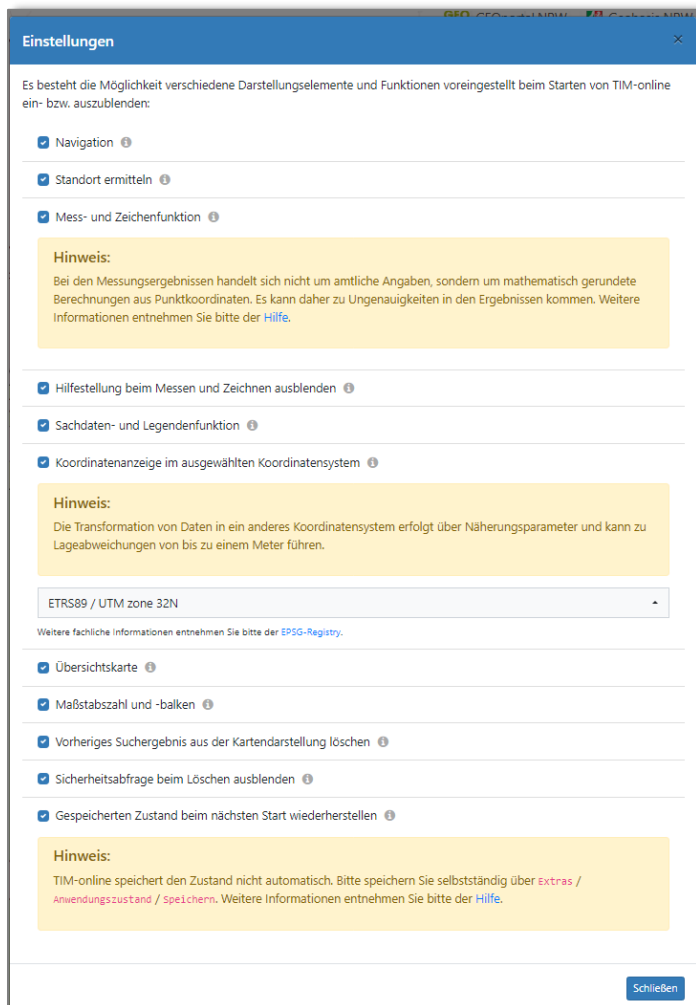 GEO GEOportal NRW Geobasis NRW
Einstellungen
×
Es besteht die Möglichkeit verschiedene Darstellungselemente und Funktionen voreingestellt beim Starten von TIM-online
ein- bzw. auszublenden:
Navigation
Standort ermitteln
Mess- und Zeichenfunktion
Hinweis:
Bei den Messungsergebnissen handelt sich nicht um amtliche Angaben, sondern um mathematisch gerundete
Berechnungen aus Punktkoordinaten. Es kann daher zu Ungenauigkeiten in den Ergebnissen kommen. Weitere
Informationen entnehmen Sie bitte der Hilfe.
Hilfestellung beim Messen und Zeichnen ausblenden
Sachdaten- und Legendenfunktion
Koordinatenanzeige im ausgewählten Koordinatensystem
Hinweis:
Die Transformation von Daten in ein anderes Koordinatensystem erfolgt über Näherungsparameter und kann zu
Lageabweichungen von bis zu einem Meter führen.
ETRS89 / UTM zone 32N
Weitere fachliche Informationen entnehmen Sie bitte der EPSG-Registry.
Übersichtskarte
Maßstabszahl und -balken
Vorheriges Suchergebnis aus der Kartendarstellung löschen
Sicherheitsabfrage beim Löschen ausblenden
Gespeicherten Zustand beim nächsten Start wiederherstellen
Hinweis:
TIM-online speichert den Zustand nicht automatisch. Bitte speichern Sie selbstständig über Extras /
Anwendungszustand / Speichern. Weitere Informationen entnehmen Sie bitte der Hilfe.
Schließen